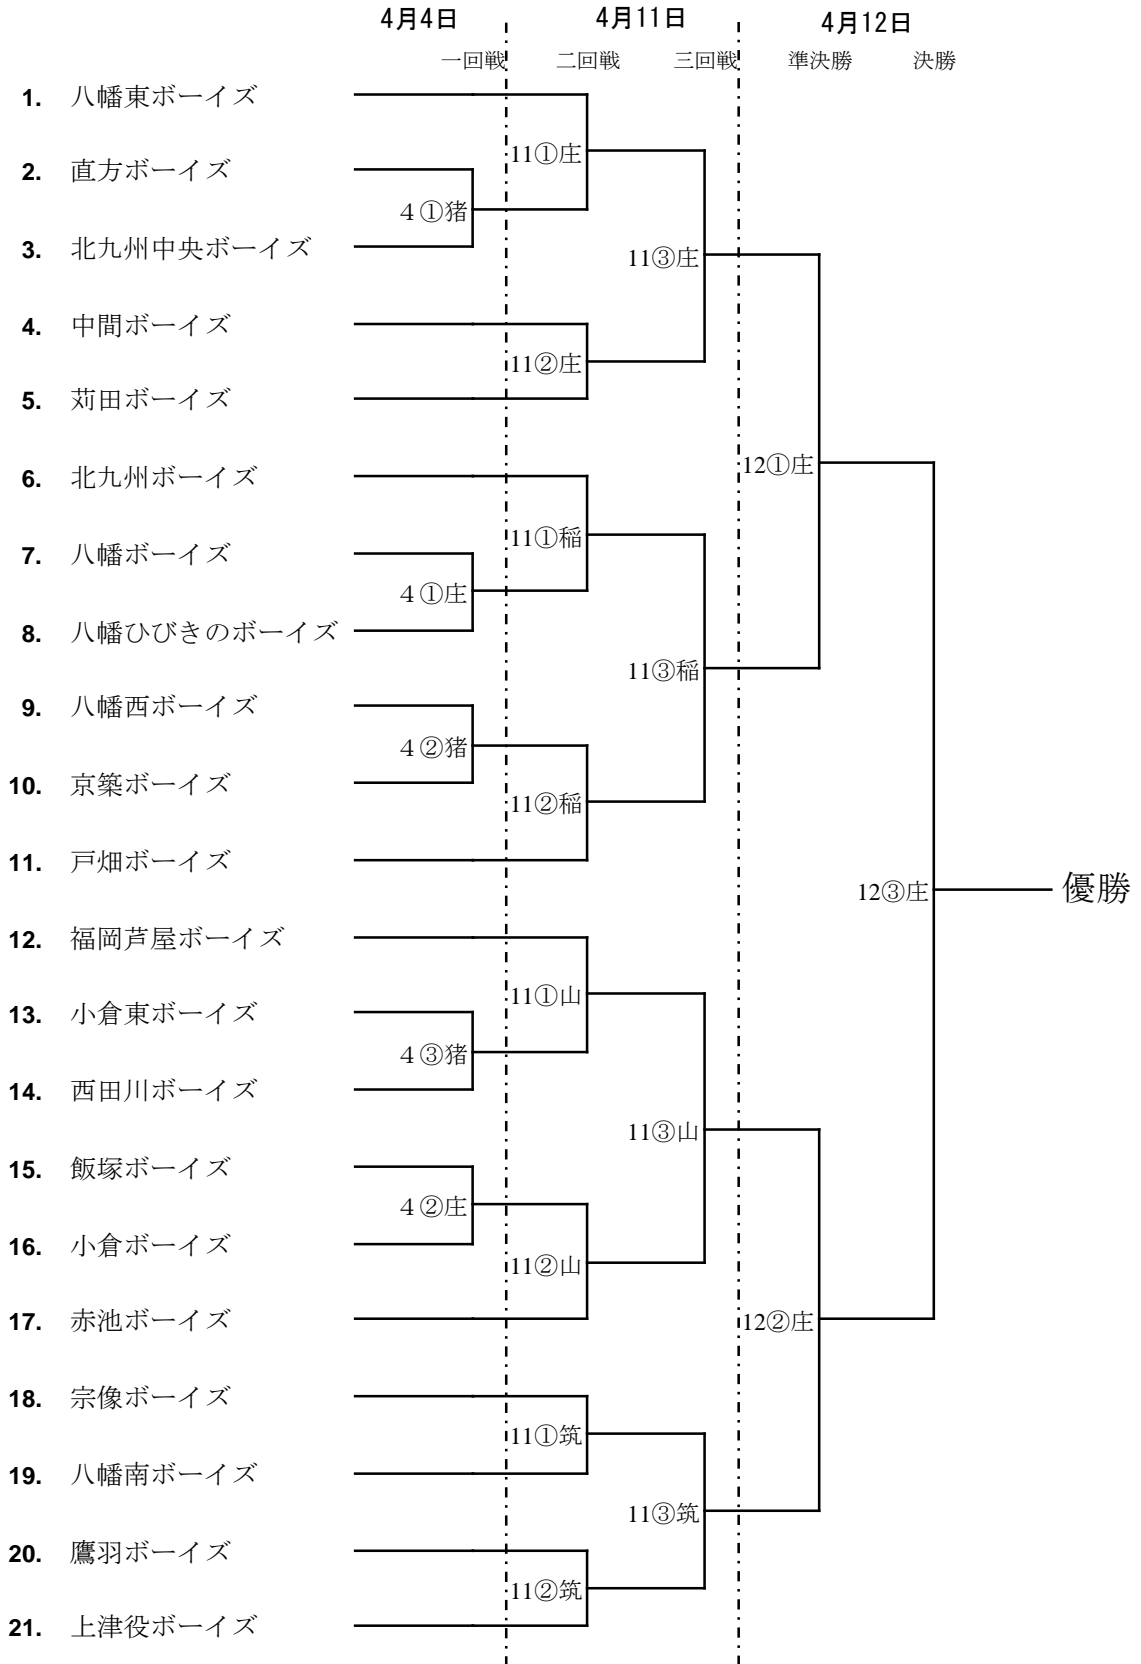 4月4日 4月11日 4月12日
一回戦 二回戦 三回戦 準決勝 決勝
1. 八幡東ボーイズ
11①庄
2. 直方ボーイズ
4①猪
3. 北九州中央ボーイズ
11③庄
4. 中間ボーイズ
11②庄
5. 苅田ボーイズ
12①庄
6. 北九州ボーイズ
11①稲
7. 八幡ボーイズ
4①庄
8. 八幡ひびきのボーイズ
11③稲
9. 八幡西ボーイズ
4②猪
10. 京築ボーイズ
11②稲
11. 戸畑ボーイズ
12③庄 優勝
12. 福岡芦屋ボーイズ
11①山
13. 小倉東ボーイズ
4③猪
14. 西田川ボーイズ
11③山
15. 飯塚ボーイズ
4②庄
16. 小倉ボーイズ
11②山
17. 赤池ボーイズ
12②庄
18. 宗像ボーイズ
11①筑
19. 八幡南ボーイズ
11③筑
20. 鷹羽ボーイズ
11②筑
21. 上津役ボーイズ